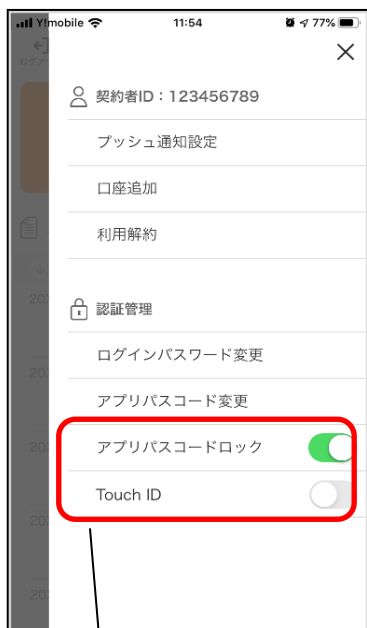 Y!mobile 11:54 77%
契約者ID：123456789
プッシュ通知設定
口座追加
利用解約
認証管理
ログインパスワード変更
アプリパスコード変更
アプリパスコードロック
Touch ID